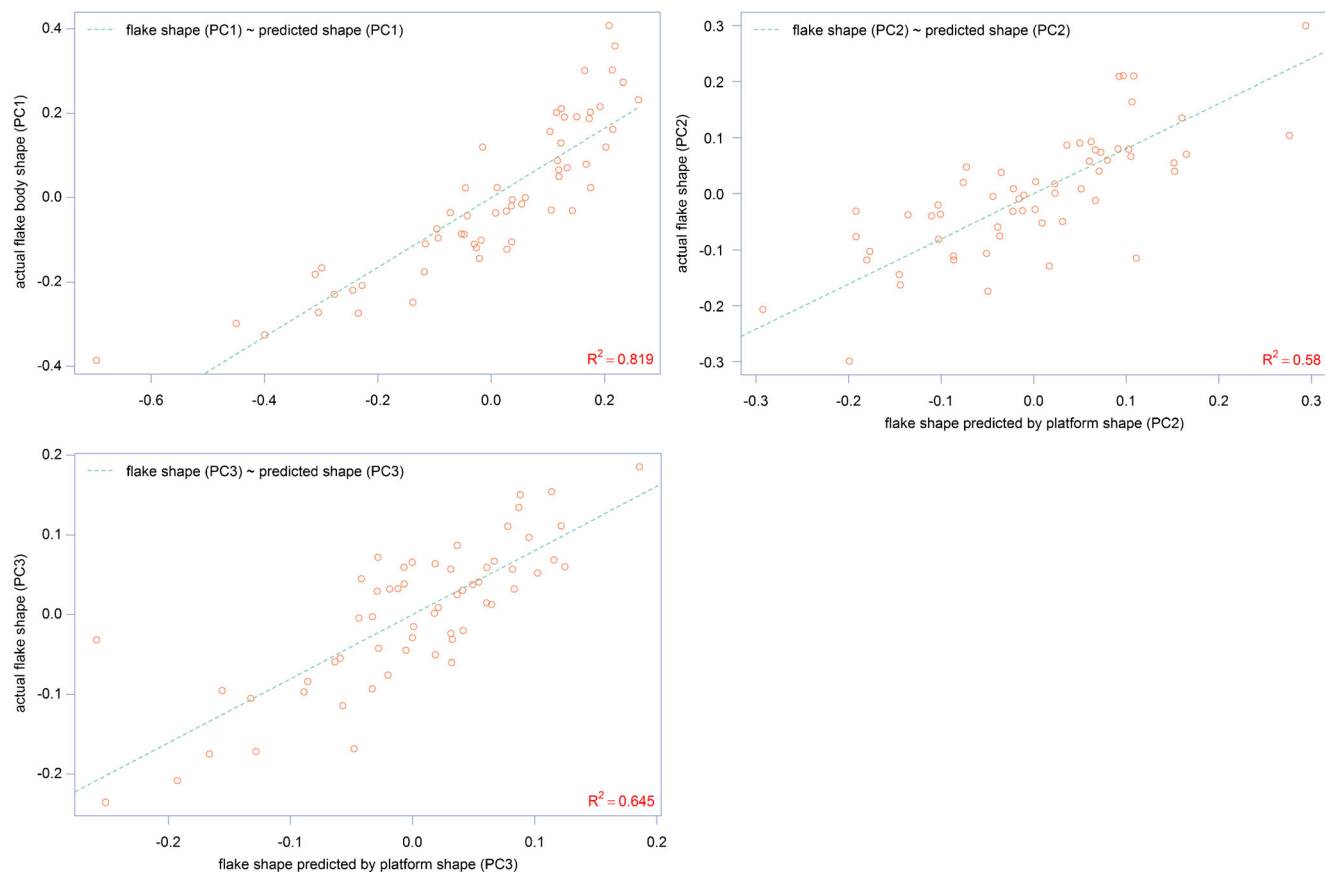 flake shape (PC1) ~ predicted shape (PC1)
actual flake body shape (PC1)
0.4
0.2
0.0
-0.2
-0.4
R² = 0.819
-0.6 -0.4 -0.2 0.0 0.2
flake shape (PC2) ~ predicted shape (PC2)
actual flake shape (PC2)
0.3
0.2
0.1
0.0
-0.1
-0.2
-0.3
R² = 0.58
-0.3 -0.2 -0.1 0.0 0.1 0.2 0.3
flake shape predicted by platform shape (PC2)
flake shape (PC3) ~ predicted shape (PC3)
actual flake shape (PC3)
0.2
0.1
0.0
-0.1
-0.2
R² = 0.645
-0.2 -0.1 0.0 0.1 0.2
flake shape predicted by platform shape (PC3)